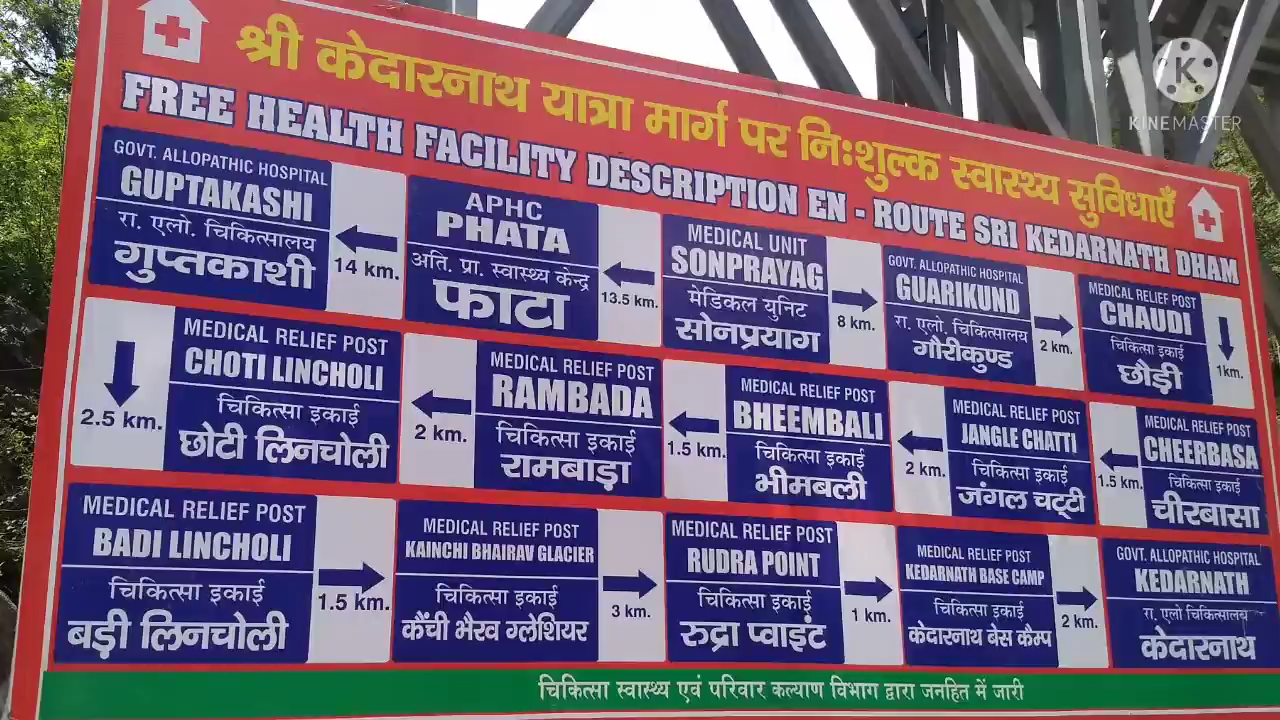 श्री केदारनाथ यात्रा मार्ग पर निःशुल्क स्वास्थ्य सुविधाएँ
FREE HEALTH FACILITY DESCRIPTION EN - ROUTE SRI KEDARNATH DHAM
GOVT. ALLOPATHIC HOSPITAL
GUPTAKASHI
रा. एलो. चिकित्सालय
गुप्तकाशी
14 km.
APHC
PHATA
अति. प्रा. स्वास्थ्य केन्द्र
फाटा
13.5 km.
MEDICAL UNIT
SONPRAYAG
मेडिकल युनिट
सोनप्रयाग
8 km.
GOVT. ALLOPATHIC HOSPITAL
GUARIKUND
रा. एलो. चिकित्सालय
गौरीकुण्ड
2 km.
MEDICAL RELIEF POST
CHAUDI
चिकित्सा इकाई
छौड़ी
1km.
2.5 km.
MEDICAL RELIEF POST
CHOTI LINCHOLI
चिकित्सा इकाई
छोटी लिनचोली
2 km.
MEDICAL RELIEF POST
RAMBADA
चिकित्सा इकाई
रामबाड़ा
1.5 km.
MEDICAL RELIEF POST
BHEEMBALI
चिकित्सा इकाई
भीमबली
2 km.
MEDICAL RELIEF POST
JANGLE CHATTI
चिकित्सा इकाई
जंगल चट्टी
1.5 km.
MEDICAL RELIEF POST
CHEERBASA
चिकित्सा इकाई
चीरबासा
MEDICAL RELIEF POST
BADI LINCHOLI
चिकित्सा इकाई
बड़ी लिनचोली
1.5 km.
MEDICAL RELIEF POST
KAINCHI BHAIRAV GLACIER
चिकित्सा इकाई
कैंची भैरव ग्लेशियर
3 km.
MEDICAL RELIEF POST
RUDRA POINT
चिकित्सा इकाई
रुद्रा प्वाइंट
1 km.
MEDICAL RELIEF POST
KEDARNATH BASE CAMP
चिकित्सा इकाई
केदारनाथ बेस कैम्प
2 km.
GOVT. ALLOPATHIC HOSPITAL
KEDARNATH
रा. एलो चिकित्सालय
केदारनाथ
चिकित्सा स्वास्थ्य एवं परिवार कल्याण विभाग द्वारा जनहित में जारी
K
KINEMASTER